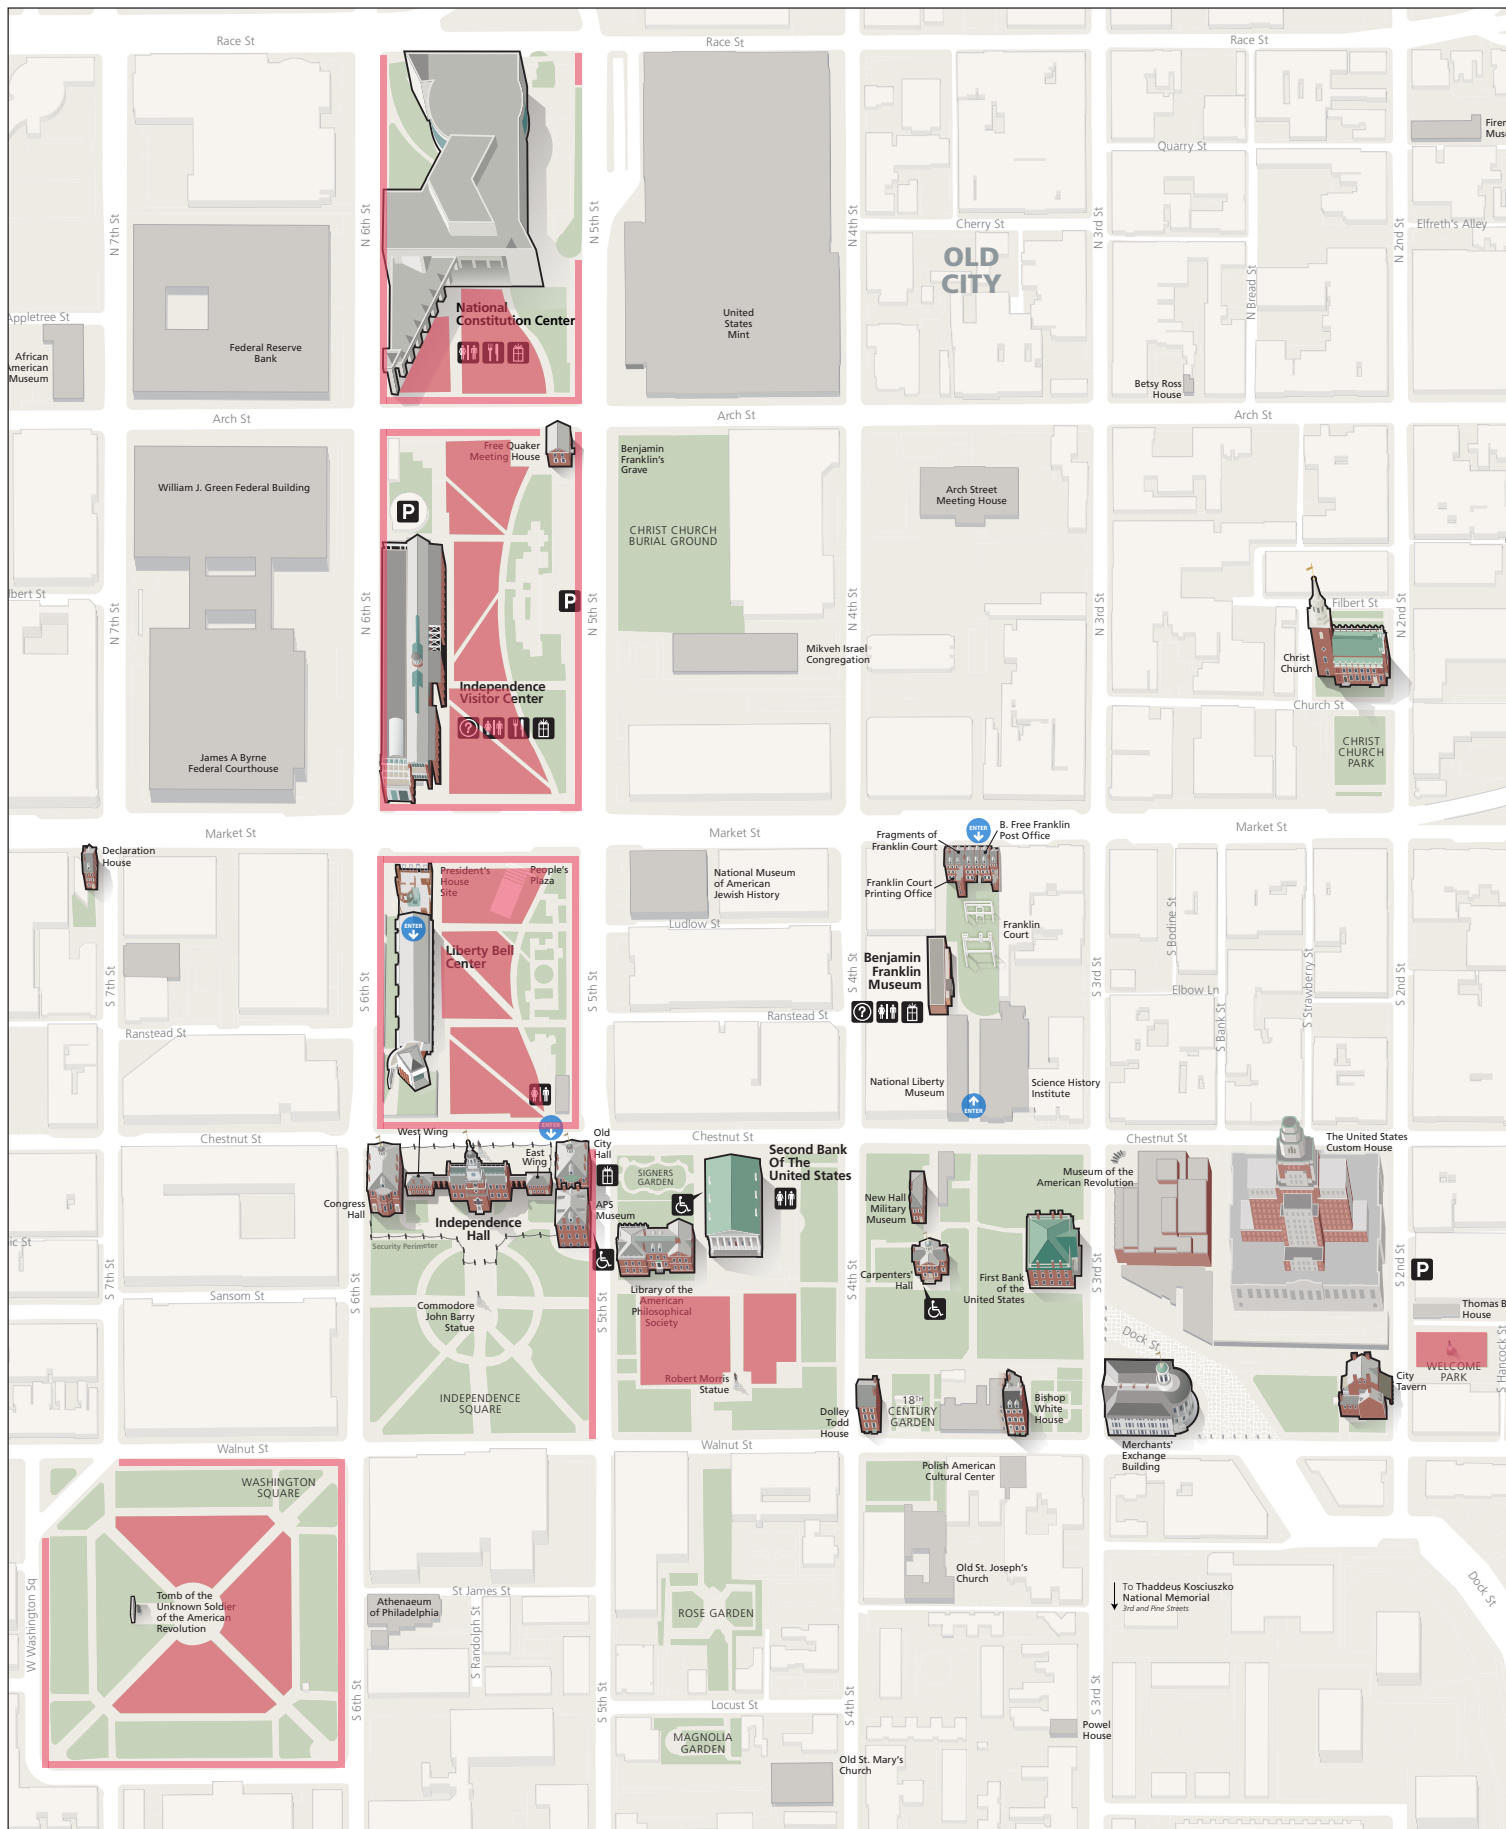 Race St
Race St
Race St
Quarry St
N 7th St
N 6th St
N 5th St
N 4th St
N 3rd St
N 2nd St
Cherry St
Elfreth's Alley
OLD
CITY
N Bread St
Appletree St
African
American
Museum
Federal Reserve
Bank
National
Constitution Center
United
States
Mint
Betsy Ross
House
Arch St
Arch St
Arch St
Free Quaker
Meeting House
Benjamin
Franklin's
Grave
William J. Green Federal Building
Arch Street
Meeting House
P
CHRIST CHURCH
BURIAL GROUND
lbert St
P
Filbert St
N 7th St
N 6th St
N 5th St
N 4th St
N 3rd St
N 2nd St
Mikveh Israel
Congregation
Christ
Church
Independence
Visitor Center
?
Church St
CHRIST
CHURCH
PARK
James A Byrne
Federal Courthouse
Market St
Market St
Market St
Declaration
House
ENTER
Fragments of
Franklin Court
B. Free Franklin
Post Office
President's
House
Site
People's
Plaza
National Museum
of American
Jewish History
Franklin Court
Printing Office
Ludlow St
Franklin
Court
ENTER
Liberty Bell
Center
Benjamin
Franklin
Museum
?
S Bodine St
Elbow Ln
S Strawberry St
S Bank St
S 7th St
S 6th St
S 5th St
S 4th St
S 3rd St
S 2nd St
Ranstead St
Ranstead St
National Liberty
Museum
Science History
Institute
ENTER
ENTER
Chestnut St
Chestnut St
Chestnut St
West Wing
East
Wing
Old
City
Hall
Second Bank
Of The
United States
SIGNERS
GARDEN
Museum of the
American Revolution
The United States
Custom House
Congress
Hall
Independence
Hall
APS
Museum
New Hall
Military
Museum
Security Perimeter
ic St
Carpenters'
Hall
First Bank
of the
United States
P
S 7th St
S 6th St
S 5th St
S 4th St
S 3rd St
S 2nd St
Sansom St
Commodore
John Barry
Statue
Library of the
American
Philosophical
Society
Dock St
Thomas B
House
S Hancock St
WELCOME
PARK
Robert Morris
Statue
City
Tavern
INDEPENDENCE
SQUARE
Dolley
Todd
House
18TH
CENTURY
GARDEN
Bishop
White
House
Merchants'
Exchange
Building
Walnut St
Walnut St
WASHINGTON
SQUARE
Polish American
Cultural Center
Old St. Joseph's
Church
Dock St
W Washington Sq
Tomb of the
Unknown Soldier
of the American
Revolution
St James St
Athenaeum
of Philadelphia
S Randolph St
ROSE GARDEN
To Thaddeus Kosciuszko
National Memorial
3rd and Pine Streets
S 6th St
S 5th St
S 4th St
S 3rd St
Locust St
MAGNOLIA
GARDEN
Powel
House
Old St. Mary's
Church